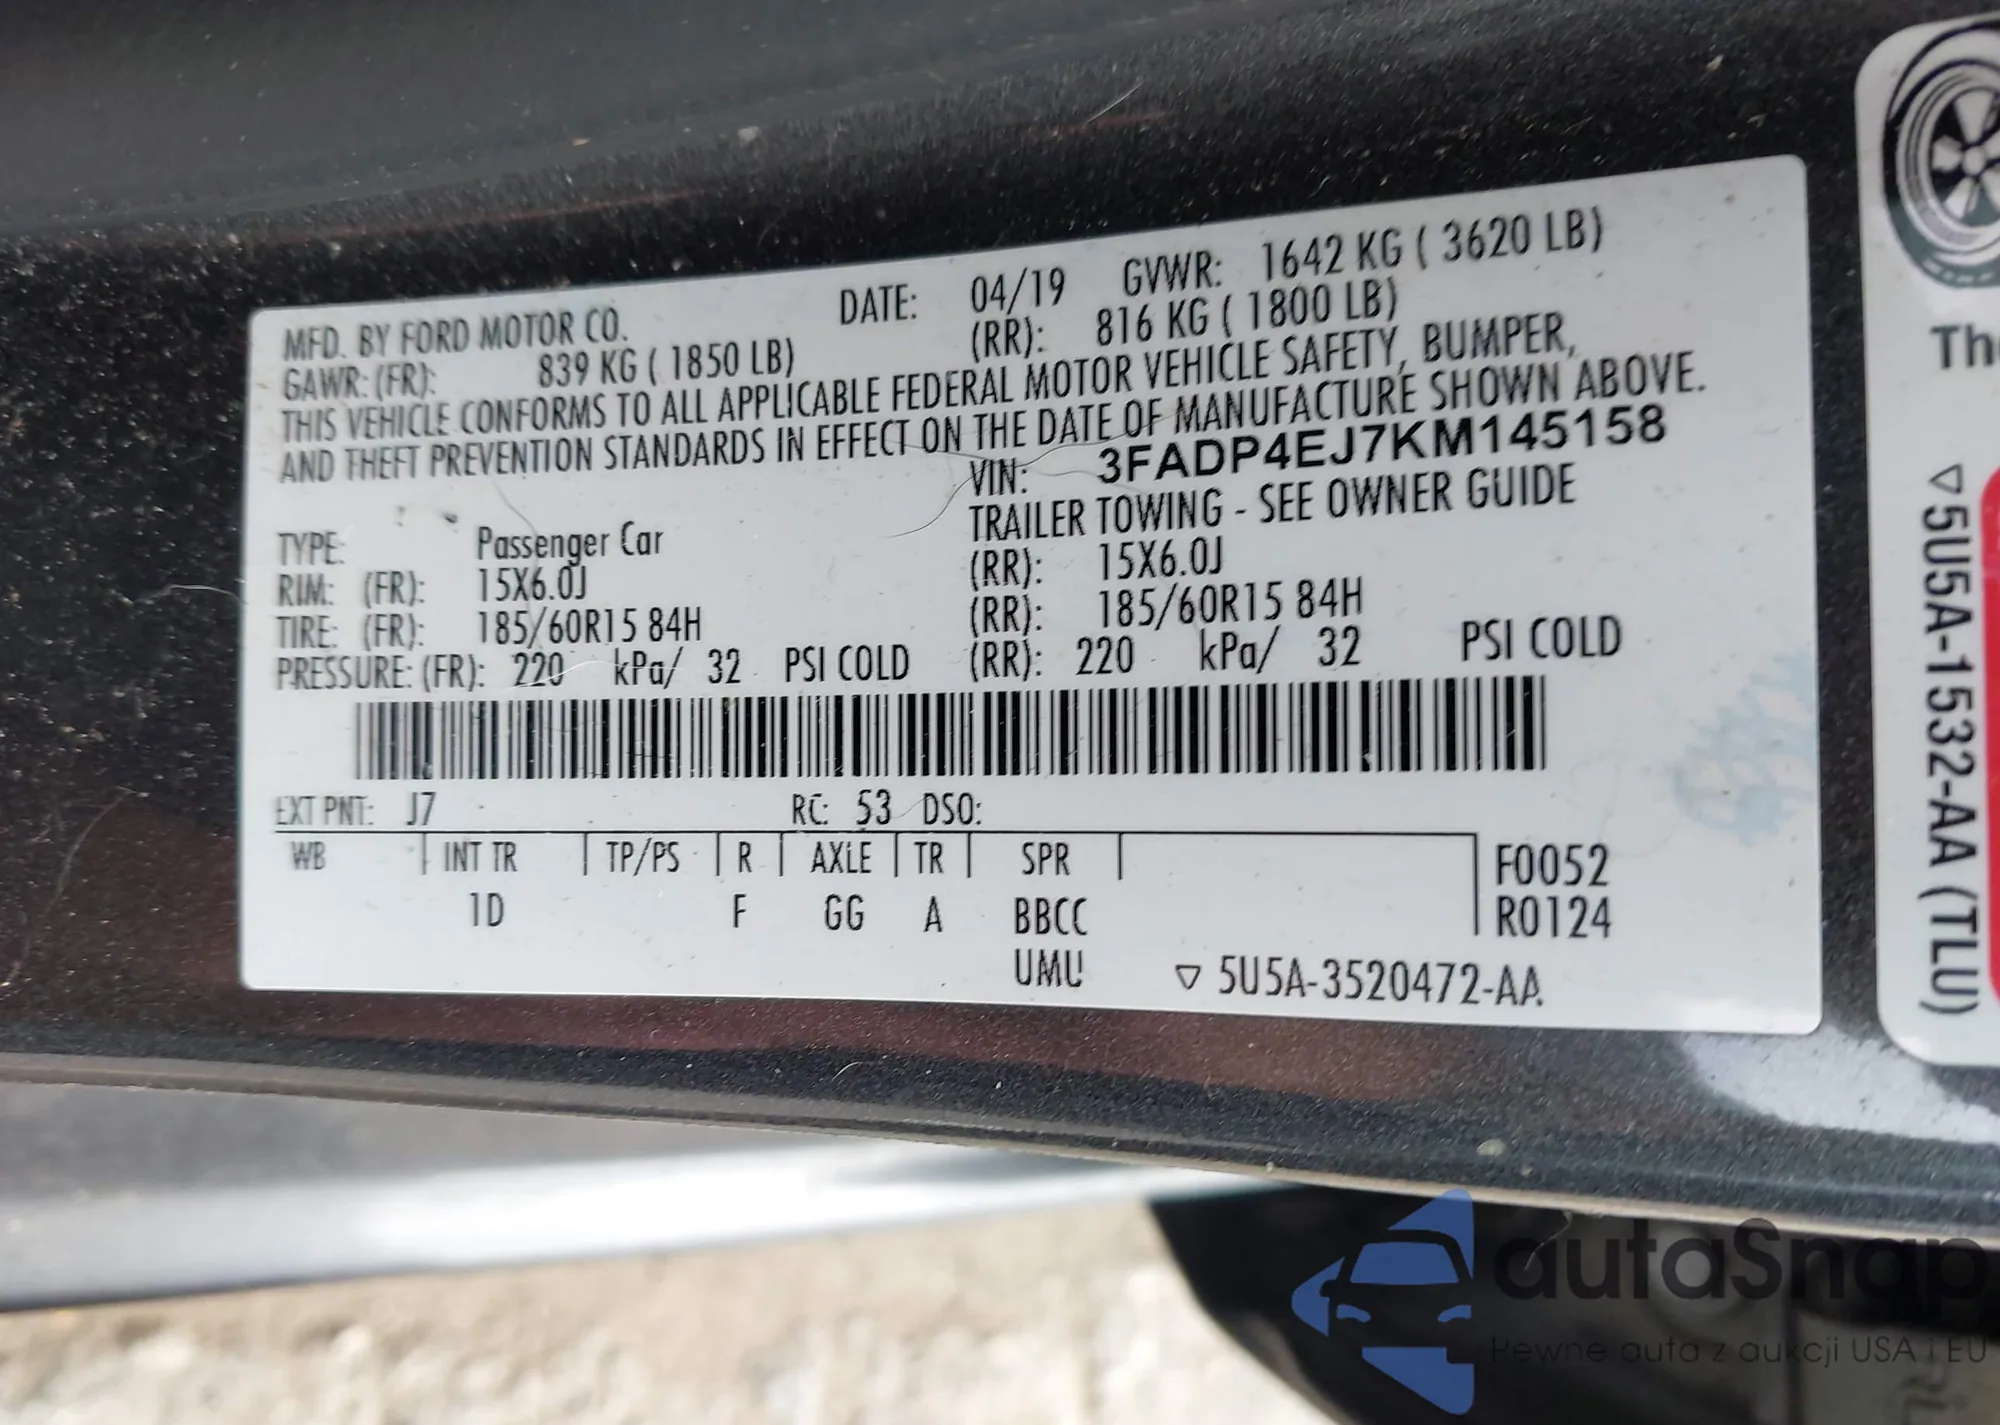 MFD. BY FORD MOTOR CO. DATE: 04/19 GVWR: 1642 KG ( 3620 LB)
GAWR: (FR): 839 KG ( 1850 LB) (RR): 816 KG ( 1800 LB)
THIS VEHICLE CONFORMS TO ALL APPLICABLE FEDERAL MOTOR VEHICLE SAFETY, BUMPER,
AND THEFT PREVENTION STANDARDS IN EFFECT ON THE DATE OF MANUFACTURE SHOWN ABOVE.
VIN: 3FADP4EJ7KM145158
TRAILER TOWING - SEE OWNER GUIDE
TYPE: Passenger Car
RIM: (FR): 15X6.0J (RR): 15X6.0J
TIRE: (FR): 185/60R15 84H (RR): 185/60R15 84H
PRESSURE: (FR): 220 kPa/ 32 PSI COLD (RR): 220 kPa/ 32 PSI COLD
EXT PNT: J7 RC: 53 DSO:
WB INT TR TP/PS R AXLE TR SPR F0052
1D F GG A BBCC R0124
UMU ▽ 5U5A-3520472-AA
▽5U5A-1532-AA (TLU)
autaSnap
Pewne auta z aukcji USA i EU